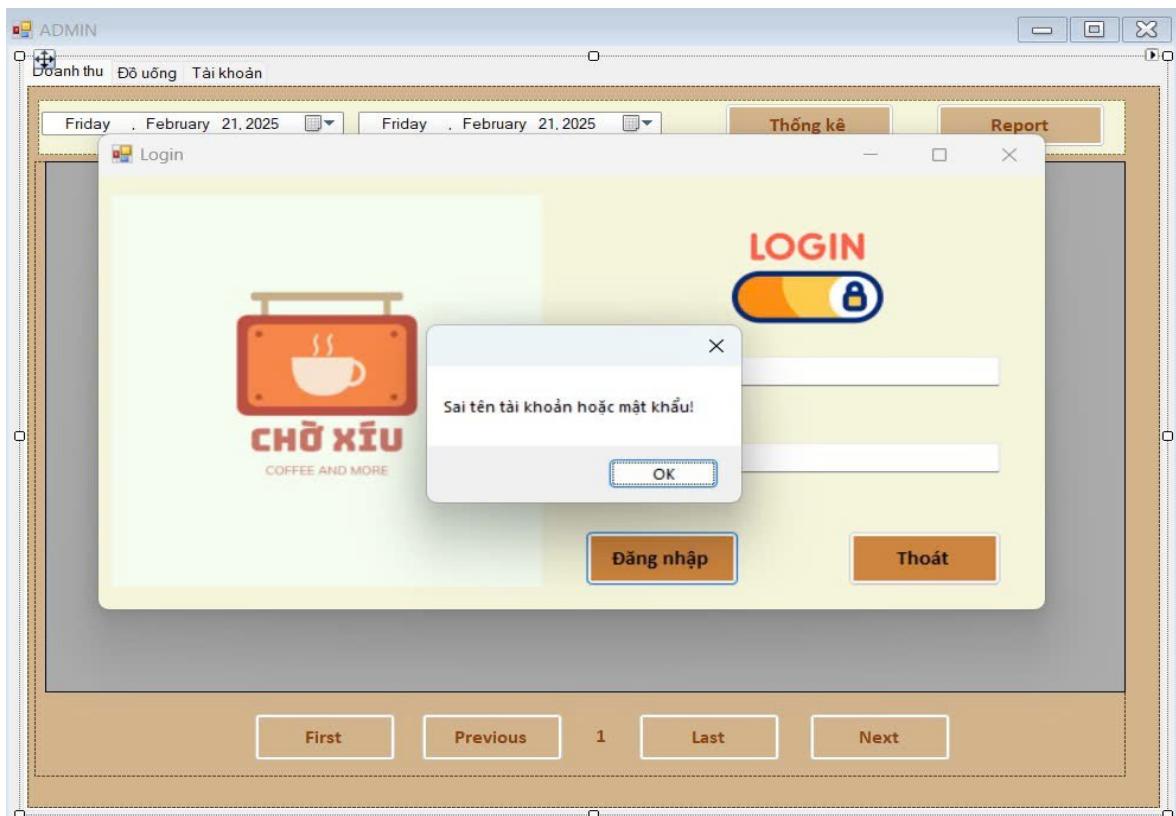 ADMIN
Doanh thu Đồ uống Tài khoản
Friday , February 21, 2025 Friday , February 21, 2025 Thống kê Report
Login
LOGIN
Sai tên tài khoản hoặc mật khẩu!
CHỜ XÍU
COFFEE AND MORE
OK
Đăng nhập Thoát
First Previous 1 Last Next